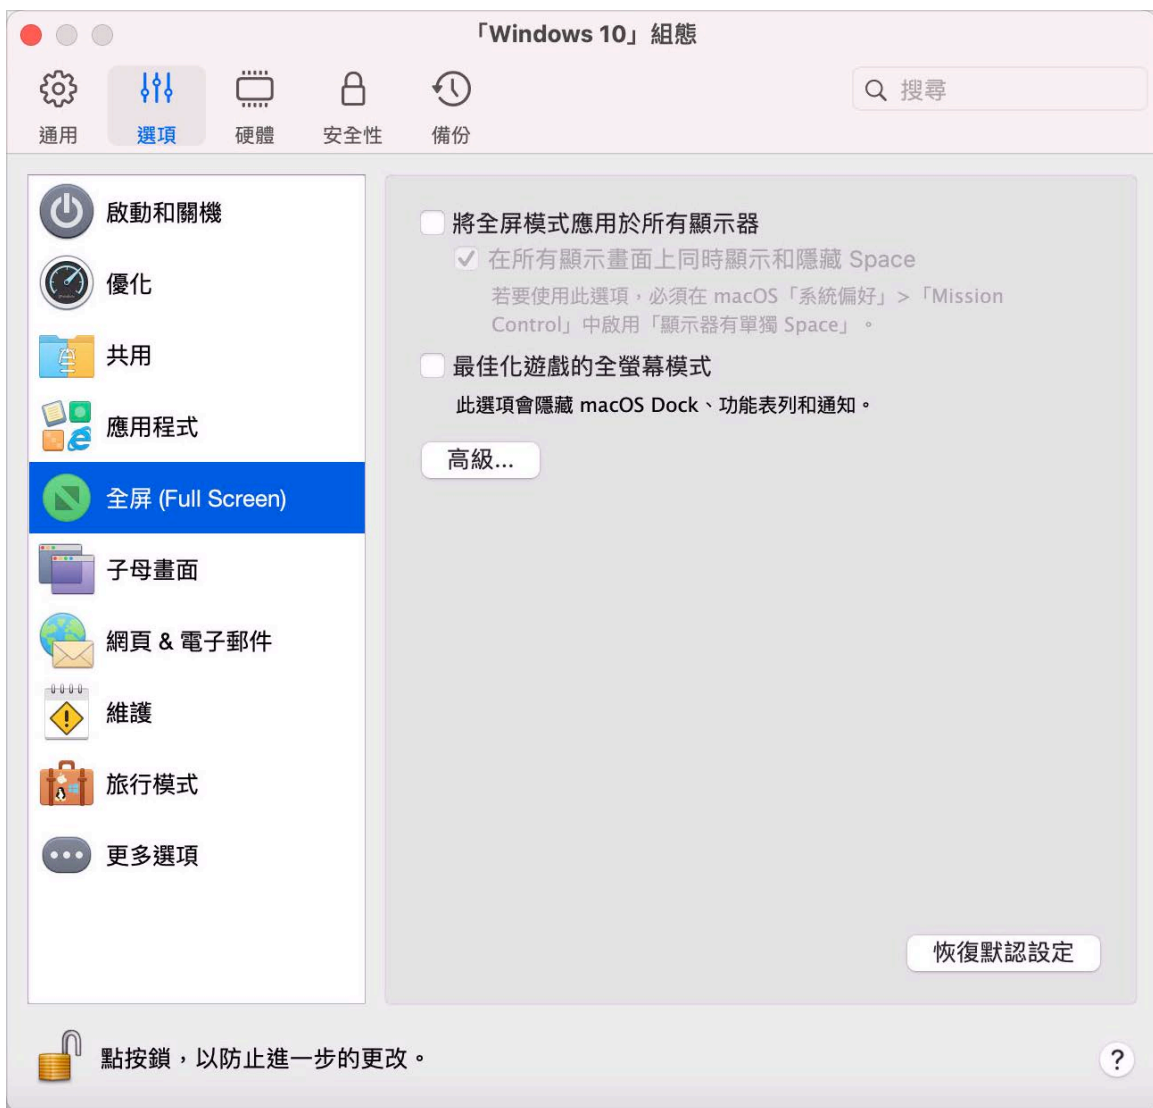 「Windows 10」組態
搜尋
通用
選項
硬體
安全性
備份
啟動和關機
優化
共用
應用程式
全屏 (Full Screen)
子母畫面
網頁 & 電子郵件
維護
旅行模式
更多選項
將全屏模式應用於所有顯示器
在所有顯示畫面上同時顯示和隱藏 Space
若要使用此選項，必須在 macOS「系統偏好」>「Mission
Control」中啟用「顯示器有單獨 Space」。
最佳化遊戲的全螢幕模式
此選項會隱藏 macOS Dock、功能表列和通知。
高級...
恢復默認設定
點按鎖，以防止進一步的更改。
?